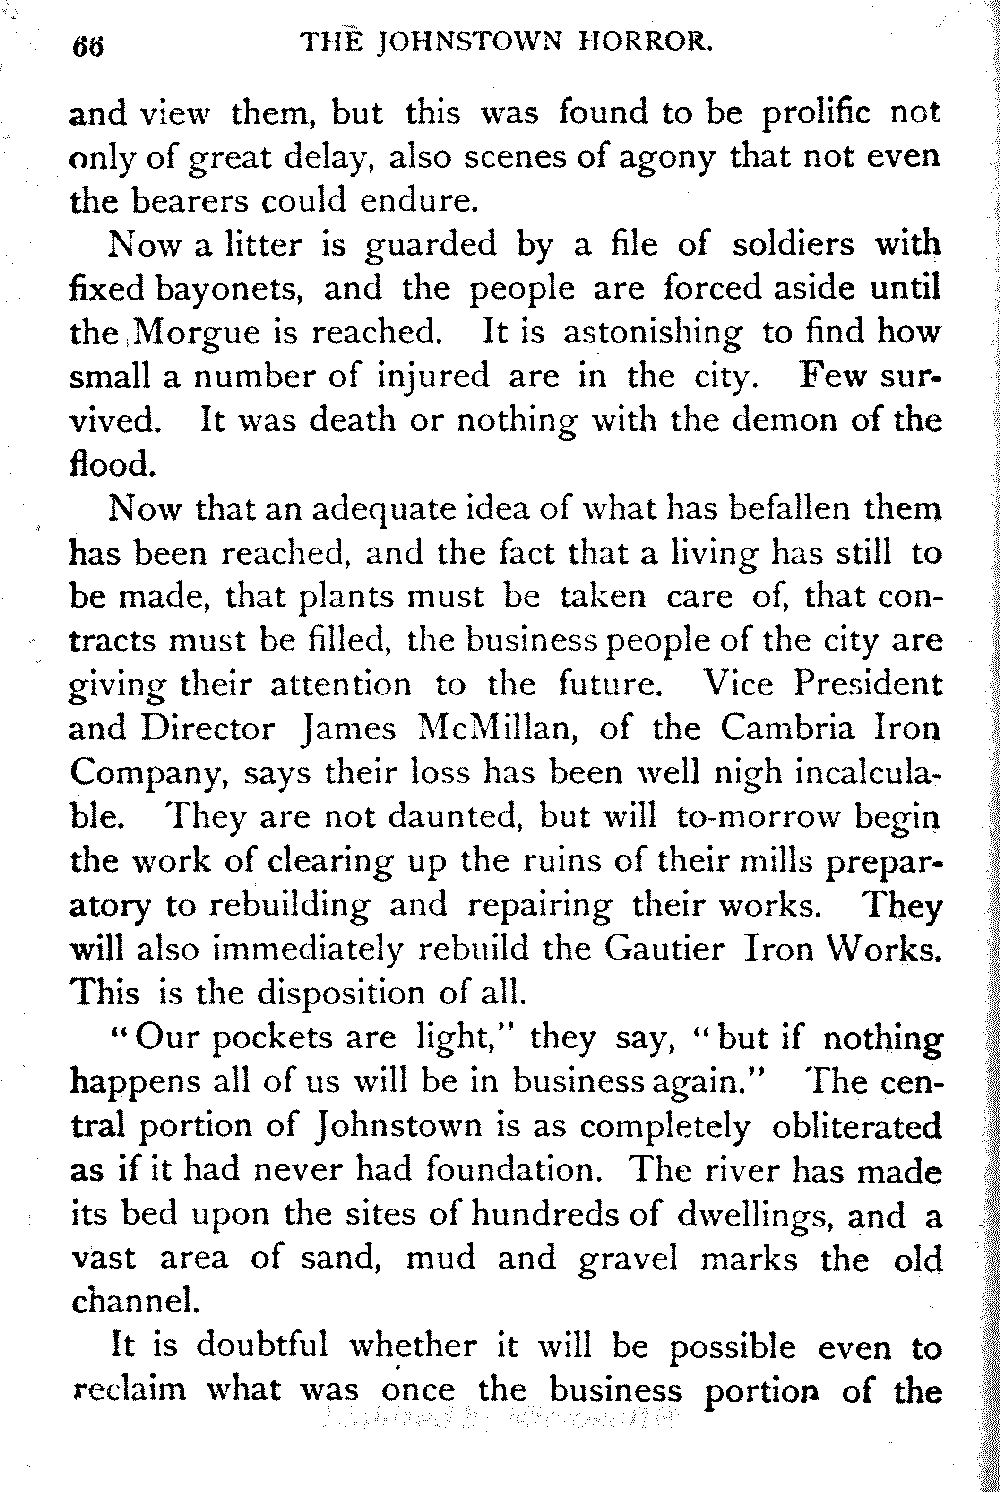 66 THE JOHNSTOWN HORROR.
and view them, but this was found to be prolific not
only of great delay, also scenes of agony that not even
the bearers could endure.
Now a litter is guarded by a file of soldiers with
fixed bayonets, and the people are forced aside until
the Morgue is reached. It is astonishing to find how
small a number of injured are in the city. Few sur-
vived. It was death or nothing with the demon of the
flood.
Now that an adequate idea of what has befallen them
has been reached, and the fact that a living has still to
be made, that plants must be taken care of, that con-
tracts must be filled, the business people of the city are
giving their attention to the future. Vice President
and Director James McMillan, of the Cambria Iron
Company, says their loss has been well nigh incalcula-
ble. They are not daunted, but will to-morrow begin
the work of clearing up the ruins of their mills prepar-
atory to rebuilding and repairing their works. They
will also immediately rebuild the Gautier Iron Works.
This is the disposition of all.
"Our pockets are light," they say, "but if nothing
happens all of us will be in business again." The cen-
tral portion of Johnstown is as completely obliterated
as if it had never had foundation. The river has made
its bed upon the sites of hundreds of dwellings, and a
vast area of sand, mud and gravel marks the old
channel.
It is doubtful whether it will be possible even to
reclaim what was once the business portion of the